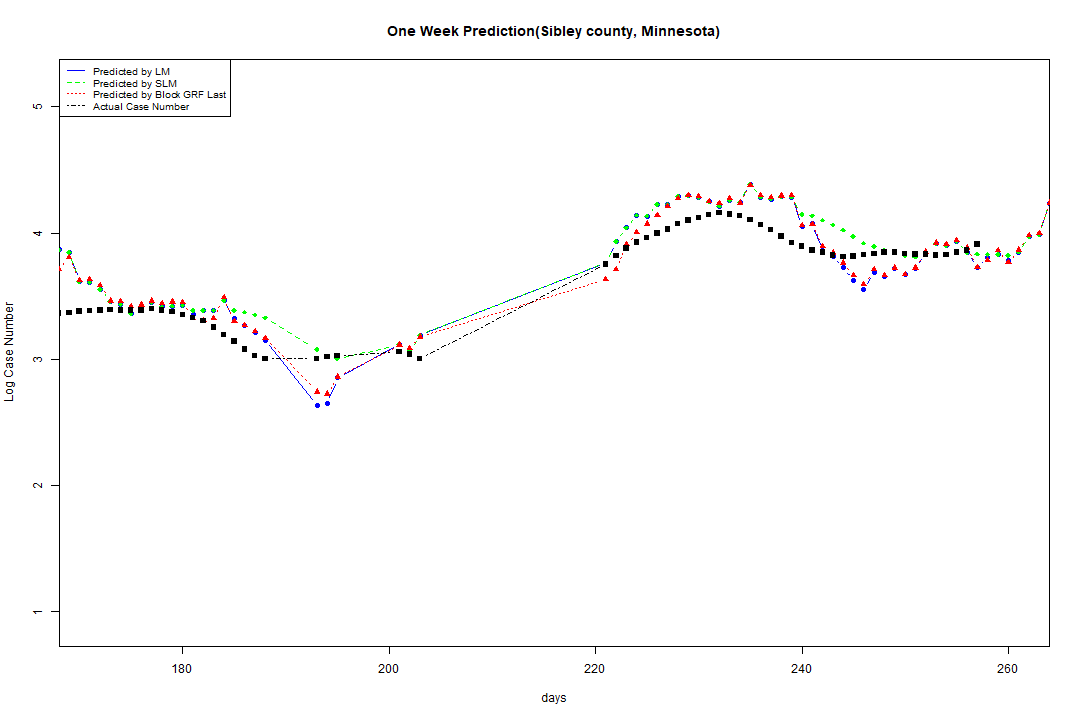 One Week Prediction(Sibley county, Minnesota)
Predicted by LM
Predicted by SLM
Predicted by Block GRF Last
Actual Case Number
5
4
3
2
1
Log Case Number
180 200 220 240 260
days